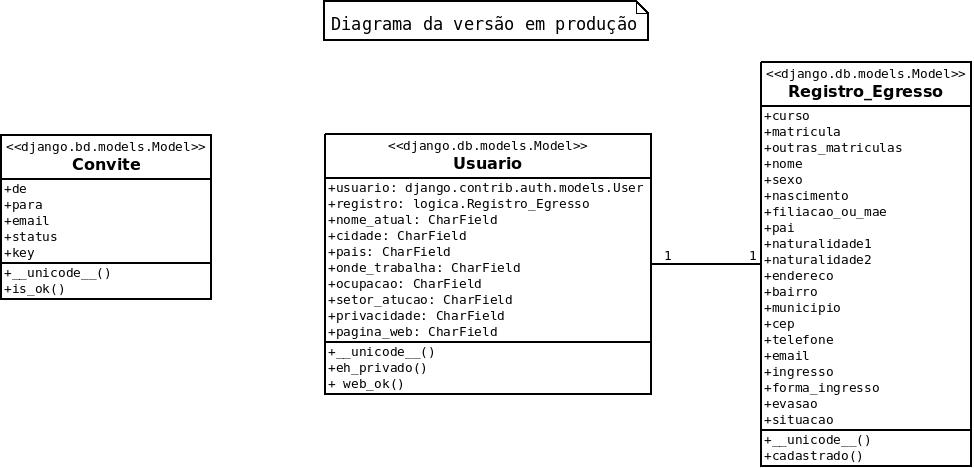 Diagrama da versão em produção
<<django.bd.models.Model>>
Convite
+de
+para
+email
+status
+key
+__unicode__()
+is_ok()
<<django.db.models.Model>>
Usuario
+usuario: django.contrib.auth.models.User
+registro: logica.Registro_Egresso
+nome_atual: CharField
+cidade: CharField
+pais: CharField
+onde_trabalha: CharField
+ocupacao: CharField
+setor_atucao: CharField
+privacidade: CharField
+pagina_web: CharField
+__unicode__()
+eh_privado()
+ web_ok()
1
1
<<django.db.models.Model>>
Registro_Egresso
+curso
+matricula
+outras_matriculas
+nome
+sexo
+nascimento
+filiacao_ou_mae
+pai
+naturalidade1
+naturalidade2
+endereco
+bairro
+municipio
+cep
+telefone
+email
+ingresso
+forma_ingresso
+evasao
+situacao
+__unicode__()
+cadastrado()